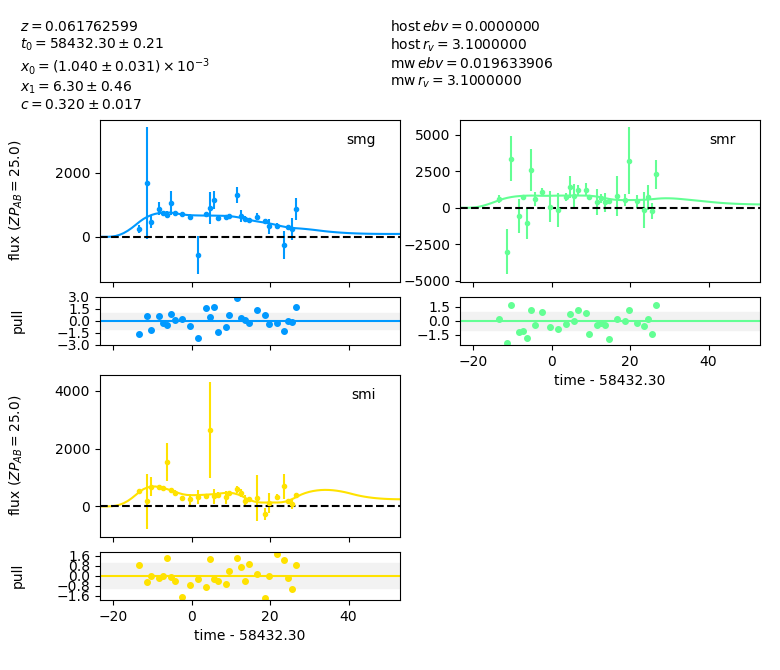 z = 0.061762599
t₀ = 58432.30 ± 0.21
x₀ = (1.040 ± 0.031) × 10⁻³
x₁ = 6.30 ± 0.46
c = 0.320 ± 0.017
host ebv = 0.0000000
host r_v = 3.1000000
mw ebv = 0.019633906
mw r_v = 3.1000000
flux (ZP_AB = 25.0)
2000
0
smg
5000
2500
0
−2500
−5000
smr
pull
3.0
1.5
0.0
−1.5
−3.0
1.5
0.0
−1.5
−20 0 20 40
time - 58432.30
flux (ZP_AB = 25.0)
4000
2000
0
smi
pull
1.6
0.8
0.0
−0.8
−1.6
−20 0 20 40
time - 58432.30